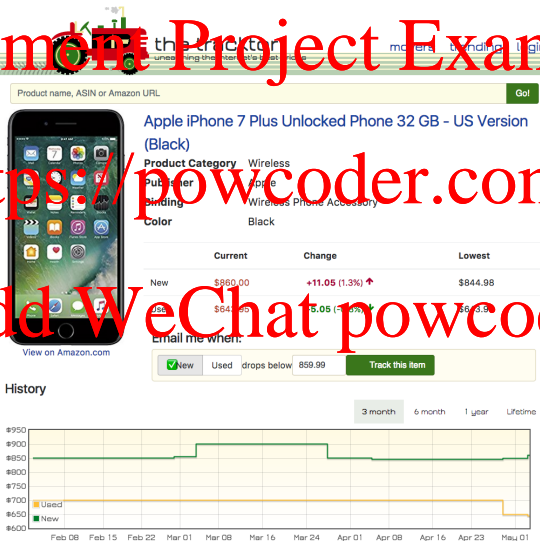 ment Project Exam
the tracktor
unearthing the internet's best prices
movers trending login
Product name, ASIN or Amazon URL Go!
Apple iPhone 7 Plus Unlocked Phone 32 GB - US Version
(Black)
Product Category Wireless
Publisher Apple
https://powcoder.com
Binding Wireless Phone Accessory
Color Black
Current Change Lowest
New $860.00 +11.05 (1.3%) $844.98
Used
Add WeChat powcoder
Email me when:
View on Amazon.com
New Used drops below 859.99 Track this item
History
3 month 6 month 1 year Lifetime
$950
$900
$850
$800
$750
$700
$650
$600
Used
New
Feb 08 Feb 15 Feb 22 Mar 01 Mar 08 Mar 16 Mar 24 Apr 01 Apr 08 Apr 16 Apr 23 May 01